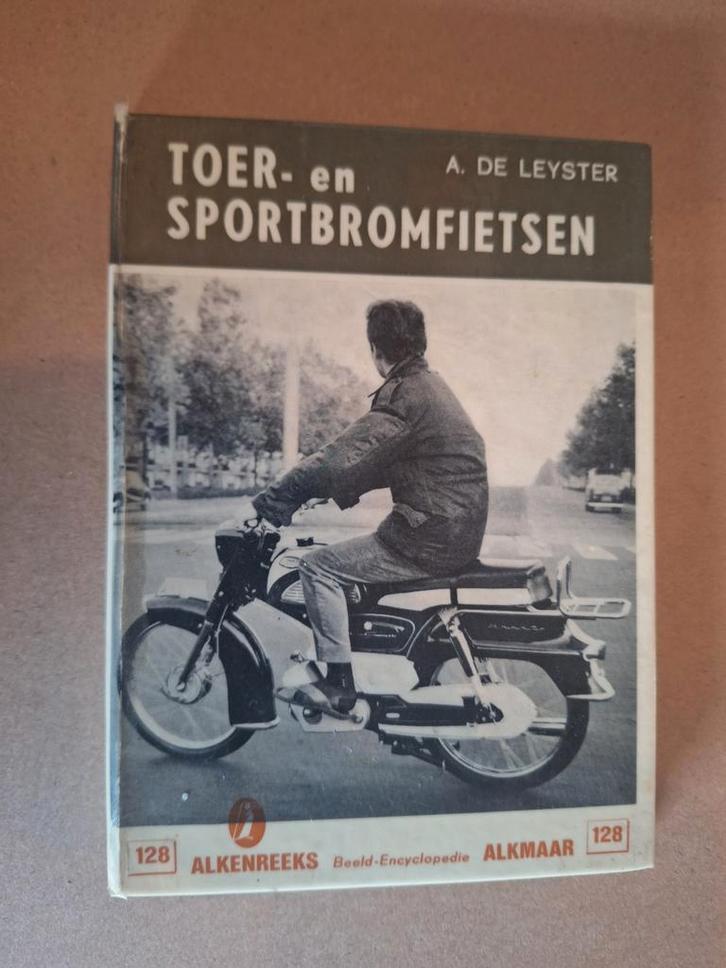 TOER- en
A. DE LEYSTER
SPORTBROMFIETSEN
128
ALKENREEKS Beeld-Encyclopedie ALKMAAR
128